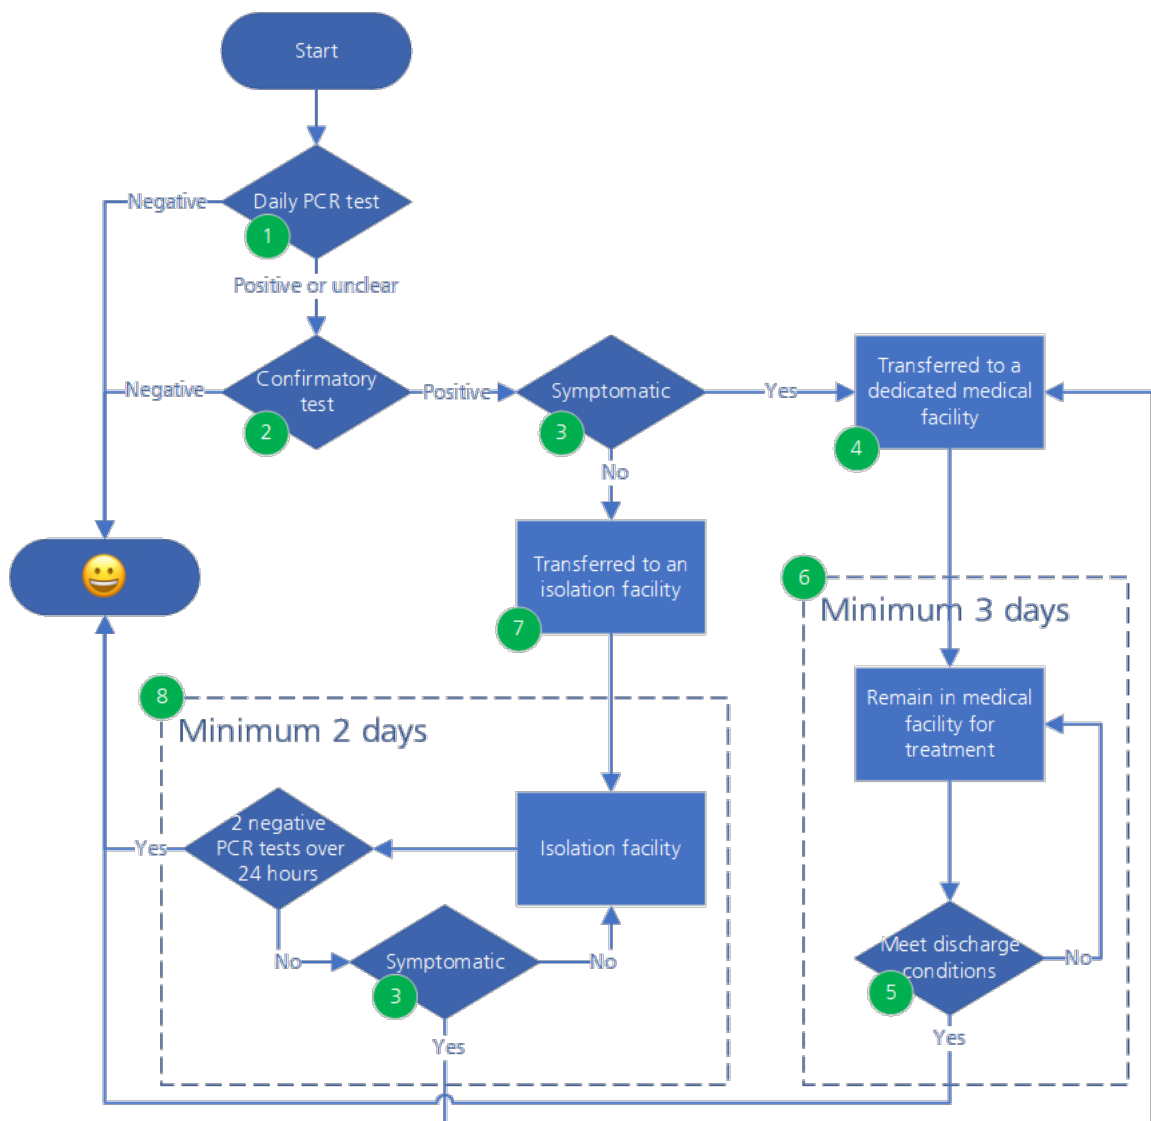 Start
Negative
Daily PCR test
1
Positive or unclear
Negative
Confirmatory
test
2
Positive
Symptomatic
3
Yes
Transferred to a
dedicated medical
facility
4
No
Transferred to an
isolation facility
7
6
Minimum 3 days
Remain in medical
facility for
treatment
8
Minimum 2 days
Yes
2 negative
PCR tests over
24 hours
Isolation facility
No
Symptomatic
3
No
Yes
Meet discharge
conditions
5
No
Yes